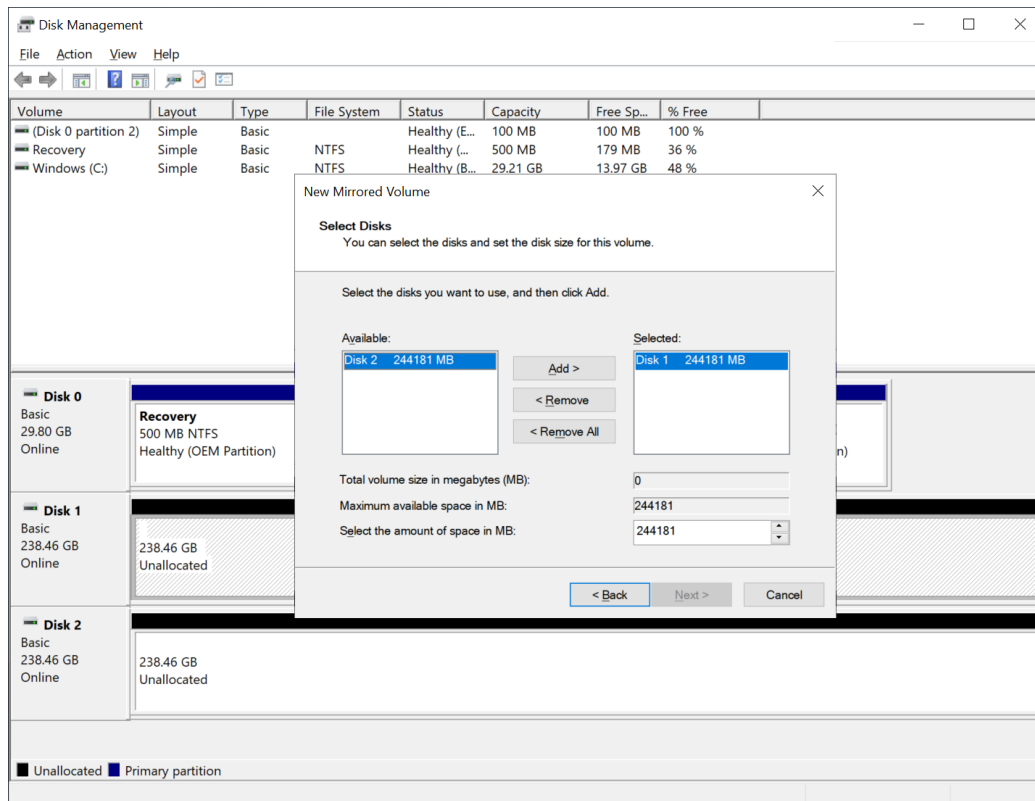 Disk Management
File Action View Help
Volume Layout Type File System Status Capacity Free Sp... % Free
(Disk 0 partition 2) Simple Basic Healthy (E... 100 MB 100 MB 100 %
Recovery Simple Basic NTFS Healthy (... 500 MB 179 MB 36 %
Windows (C:) Simple Basic NTFS Healthy (B... 29.21 GB 13.97 GB 48 %
New Mirrored Volume
Select Disks
You can select the disks and set the disk size for this volume.
Select the disks you want to use, and then click Add.
Available: Selected:
Disk 2 244181 MB Disk 1 244181 MB
Add >
< Remove
< Remove All
Total volume size in megabytes (MB): 0
Maximum available space in MB: 244181
Select the amount of space in MB: 244181
< Back Next > Cancel
Disk 0
Basic
29.80 GB
Online
Recovery
500 MB NTFS
Healthy (OEM Partition)
n)
Disk 1
Basic
238.46 GB
Online
238.46 GB
Unallocated
Disk 2
Basic
238.46 GB
Online
238.46 GB
Unallocated
Unallocated Primary partition